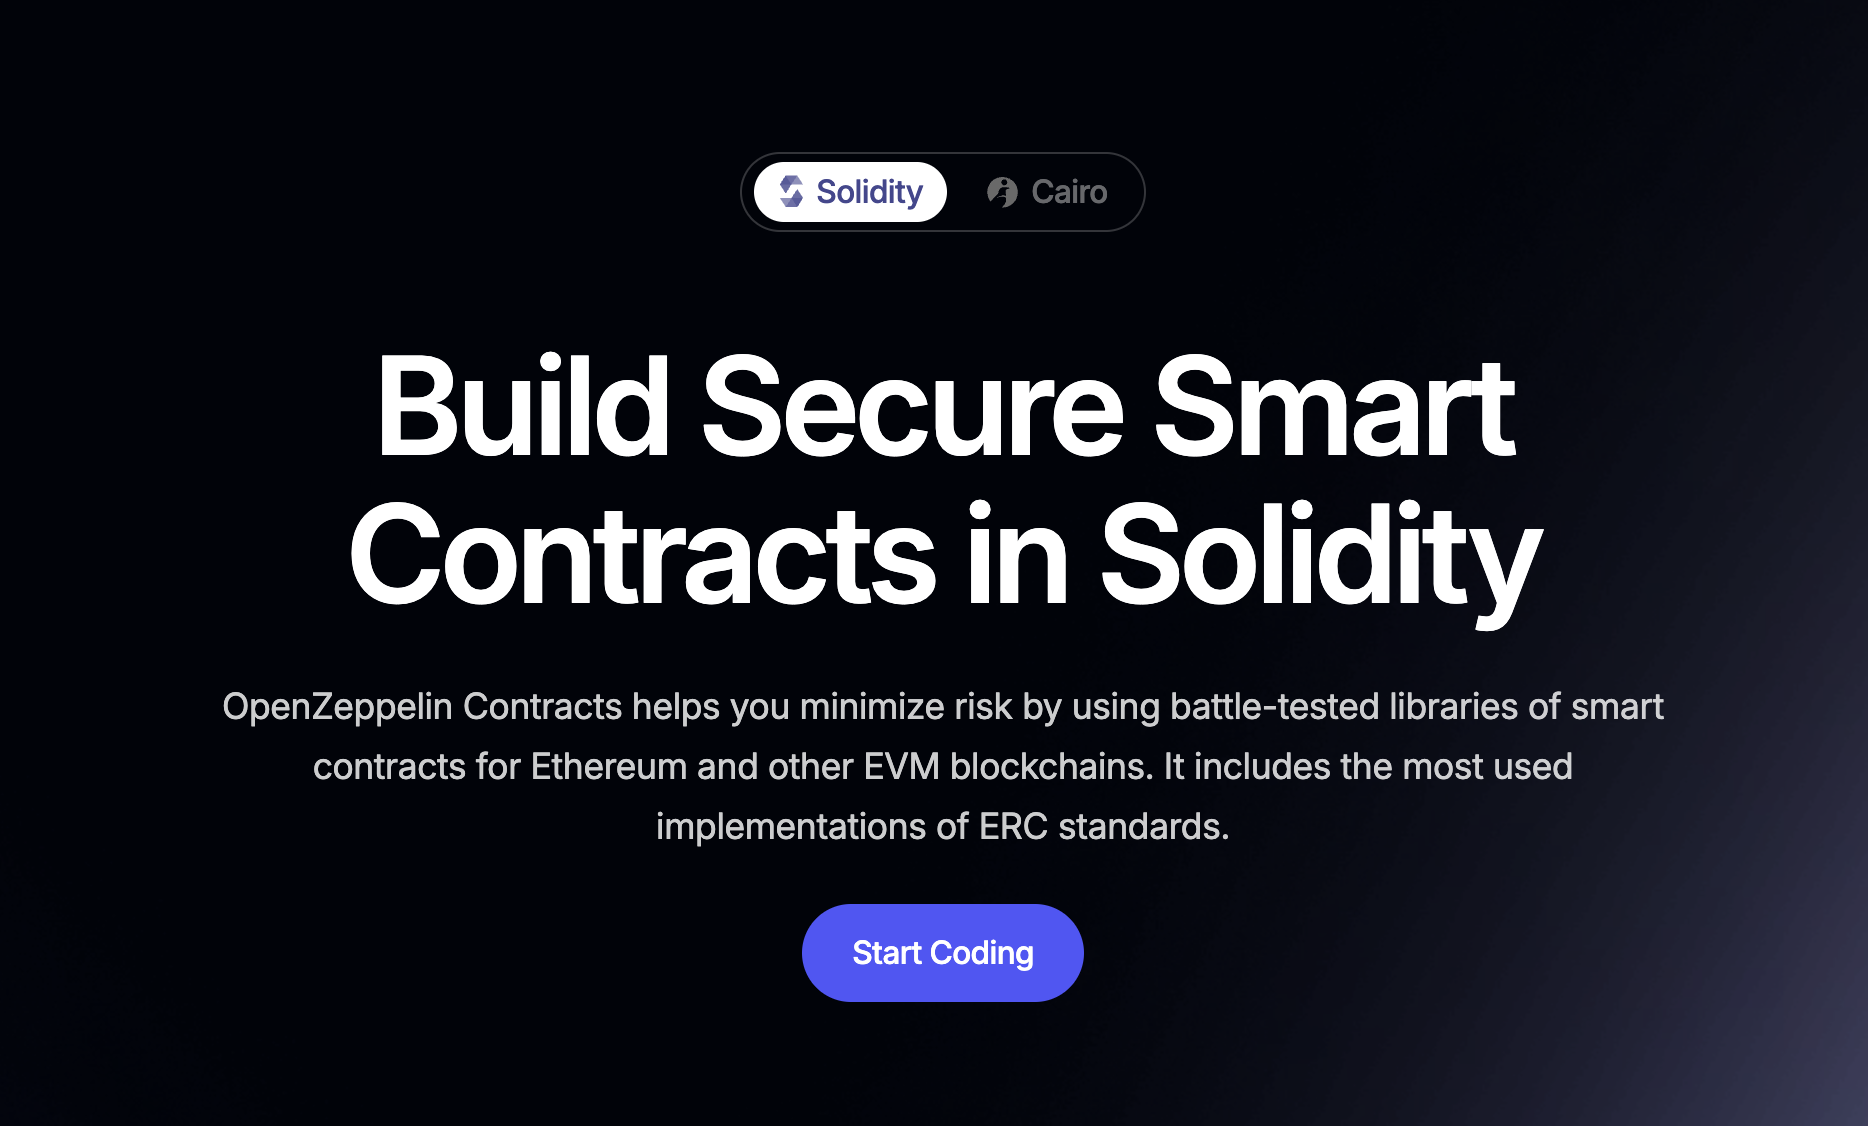 Solidity
Cairo
Build Secure Smart
Contracts in Solidity
OpenZeppelin Contracts helps you minimize risk by using battle-tested libraries of smart
contracts for Ethereum and other EVM blockchains. It includes the most used
implementations of ERC standards.
Start Coding